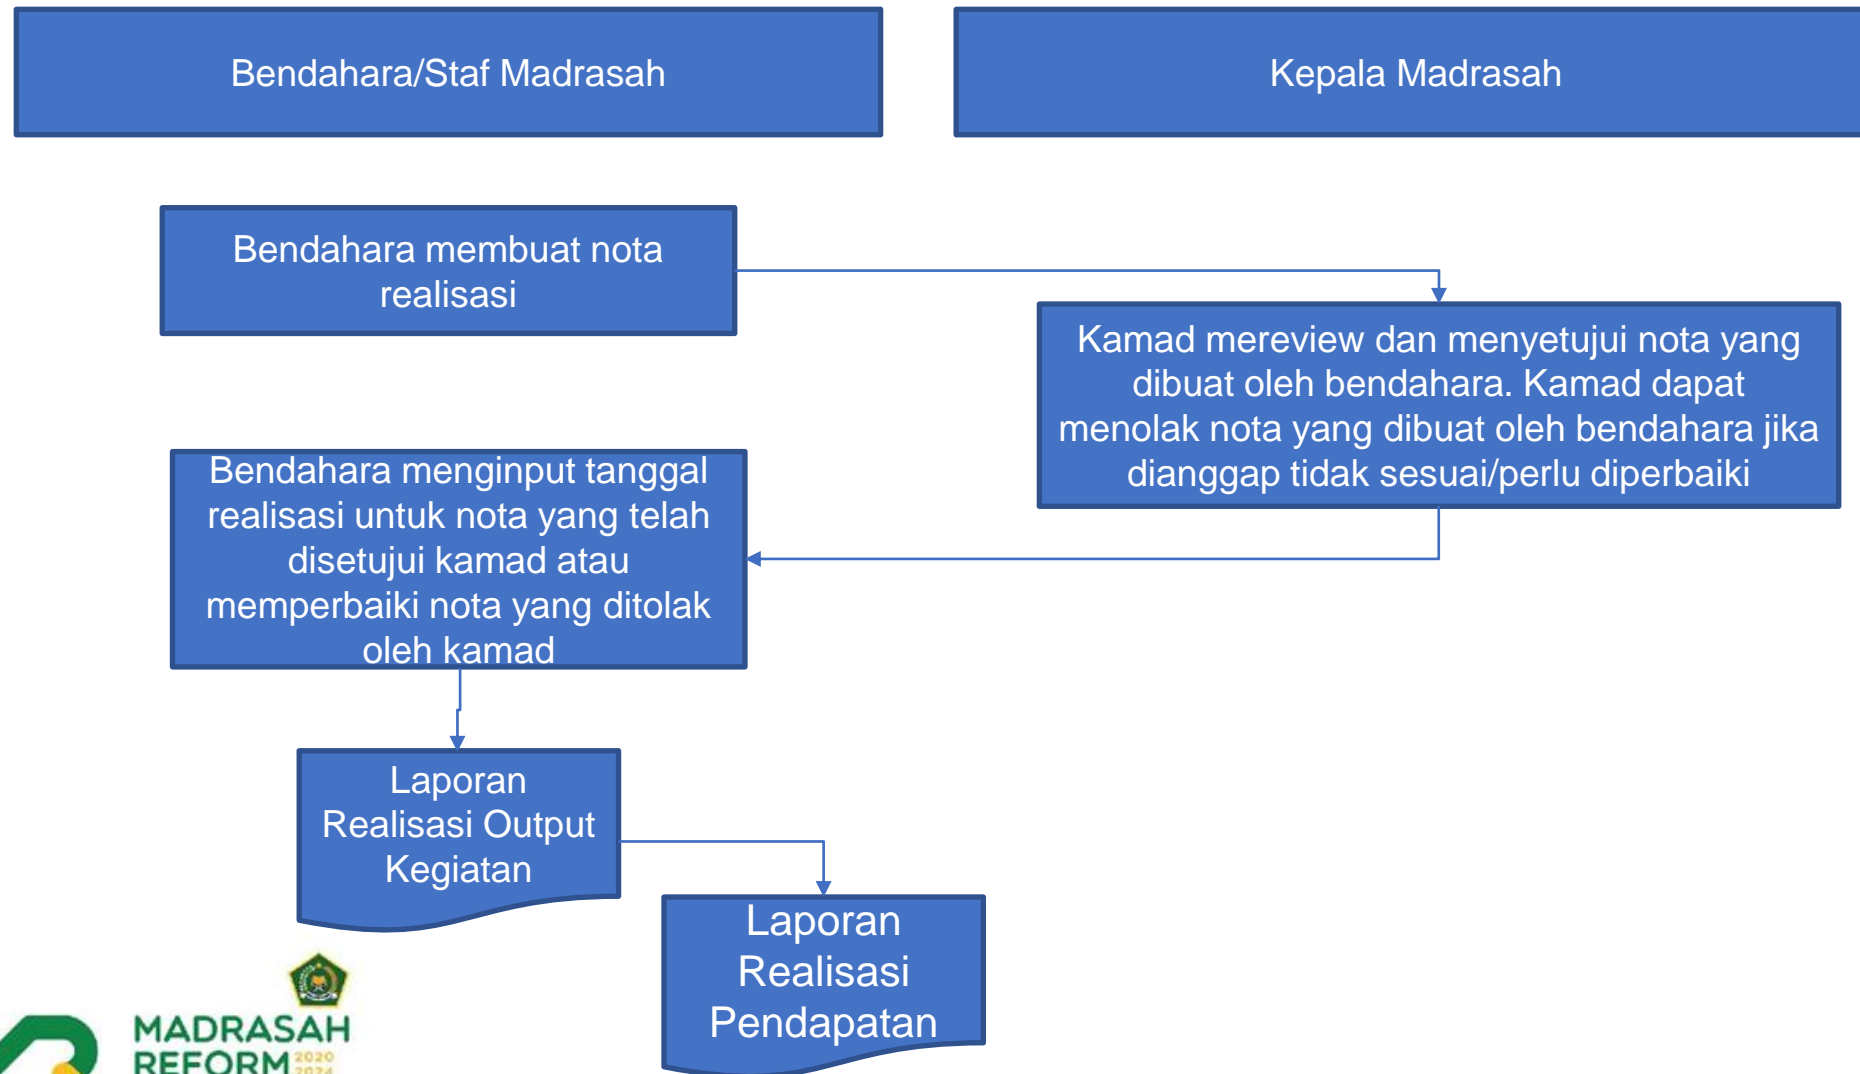 Bendahara/Staf Madrasah
Kepala Madrasah
Bendahara membuat nota
realisasi
Kamad mereview dan menyetujui nota yang
dibuat oleh bendahara. Kamad dapat
menolak nota yang dibuat oleh bendahara jika
dianggap tidak sesuai/perlu diperbaiki
Bendahara menginput tanggal
realisasi untuk nota yang telah
disetujui kamad atau
memperbaiki nota yang ditolak
oleh kamad
Laporan
Realisasi Output
Kegiatan
Laporan
Realisasi
Pendapatan
MADRASAH
REFORM 2020
2024